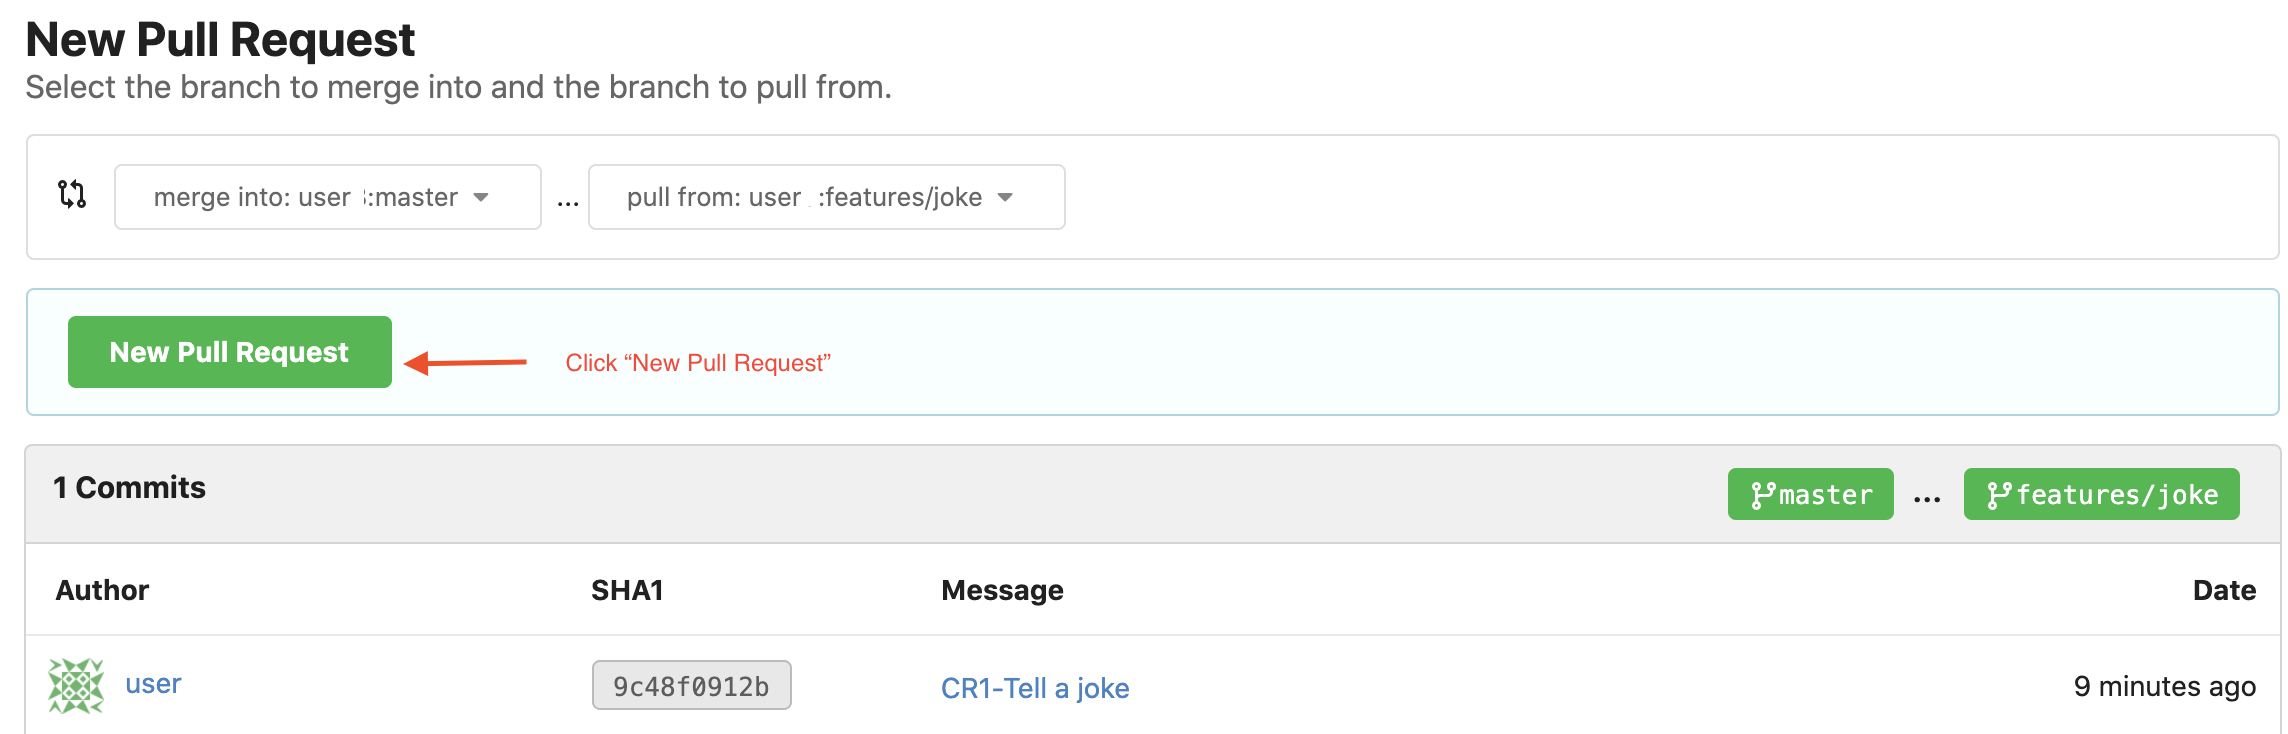 New Pull Request
Select the branch to merge into and the branch to pull from.
merge into: user :master ... pull from: user :features/joke
New Pull Request Click “New Pull Request”
1 Commits master ... features/joke
Author SHA1 Message Date
user 9c48f0912b CR1-Tell a joke 9 minutes ago